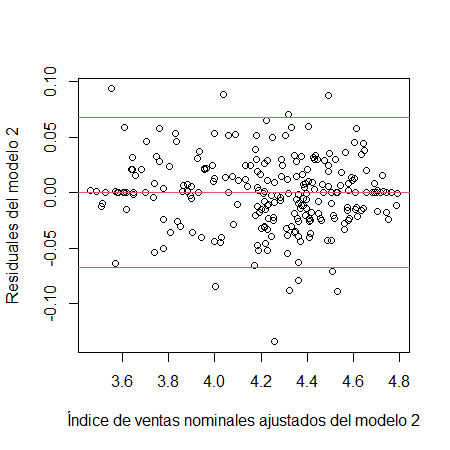 Residuales del modelo 2
0.10
0.05
0.00
-0.05
-0.10
3.6 3.8 4.0 4.2 4.4 4.6 4.8
Índice de ventas nominales ajustados del modelo 2